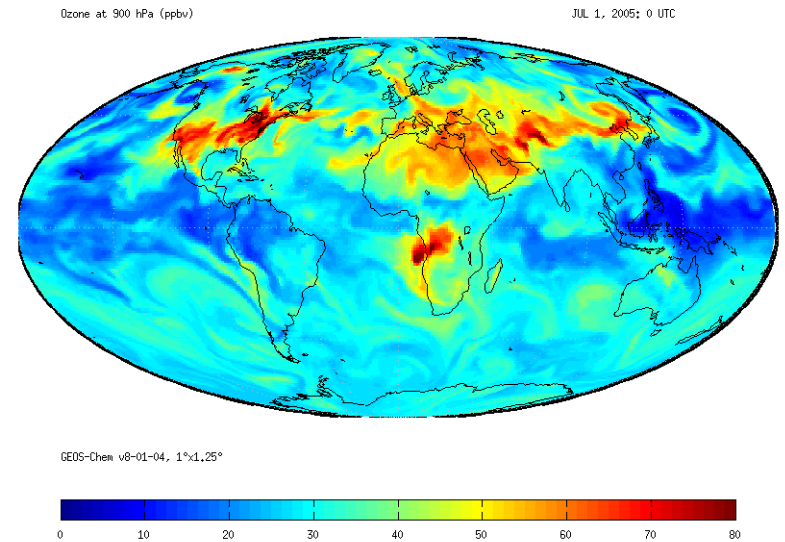 Ozone at 900 hPa (ppbv)
JUL 1, 2005; 0 UTC
GEOS-Chem v8-01-04, 1°x1.25°
0 10 20 30 40 50 60 70 80